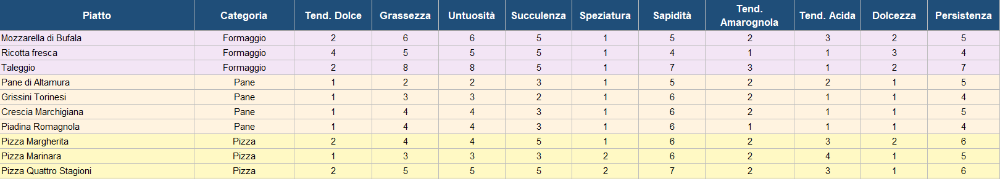 Piatto Categoria Tend. Dolce Grassezza Untuosità Succulenza Speziatura Sapidità Tend. Amarognola Tend. Acida Dolcezza Persistenza
Mozzarella di Bufala Formaggio 2 6 6 5 1 5 2 3 2 5
Ricotta fresca Formaggio 4 5 5 5 1 4 1 1 3 4
Taleggio Formaggio 2 8 8 5 1 7 3 1 2 7
Pane di Altamura Pane 1 2 2 3 1 5 2 2 1 5
Grissini Torinesi Pane 1 3 3 2 1 6 2 1 1 4
Crescia Marchigiana Pane 1 4 4 3 1 6 2 1 1 5
Piadina Romagnola Pane 1 4 4 3 1 6 1 1 1 4
Pizza Margherita Pizza 2 4 4 5 1 6 2 3 2 6
Pizza Marinara Pizza 1 3 3 3 2 6 2 4 1 5
Pizza Quattro Stagioni Pizza 2 5 5 5 2 7 2 3 1 6